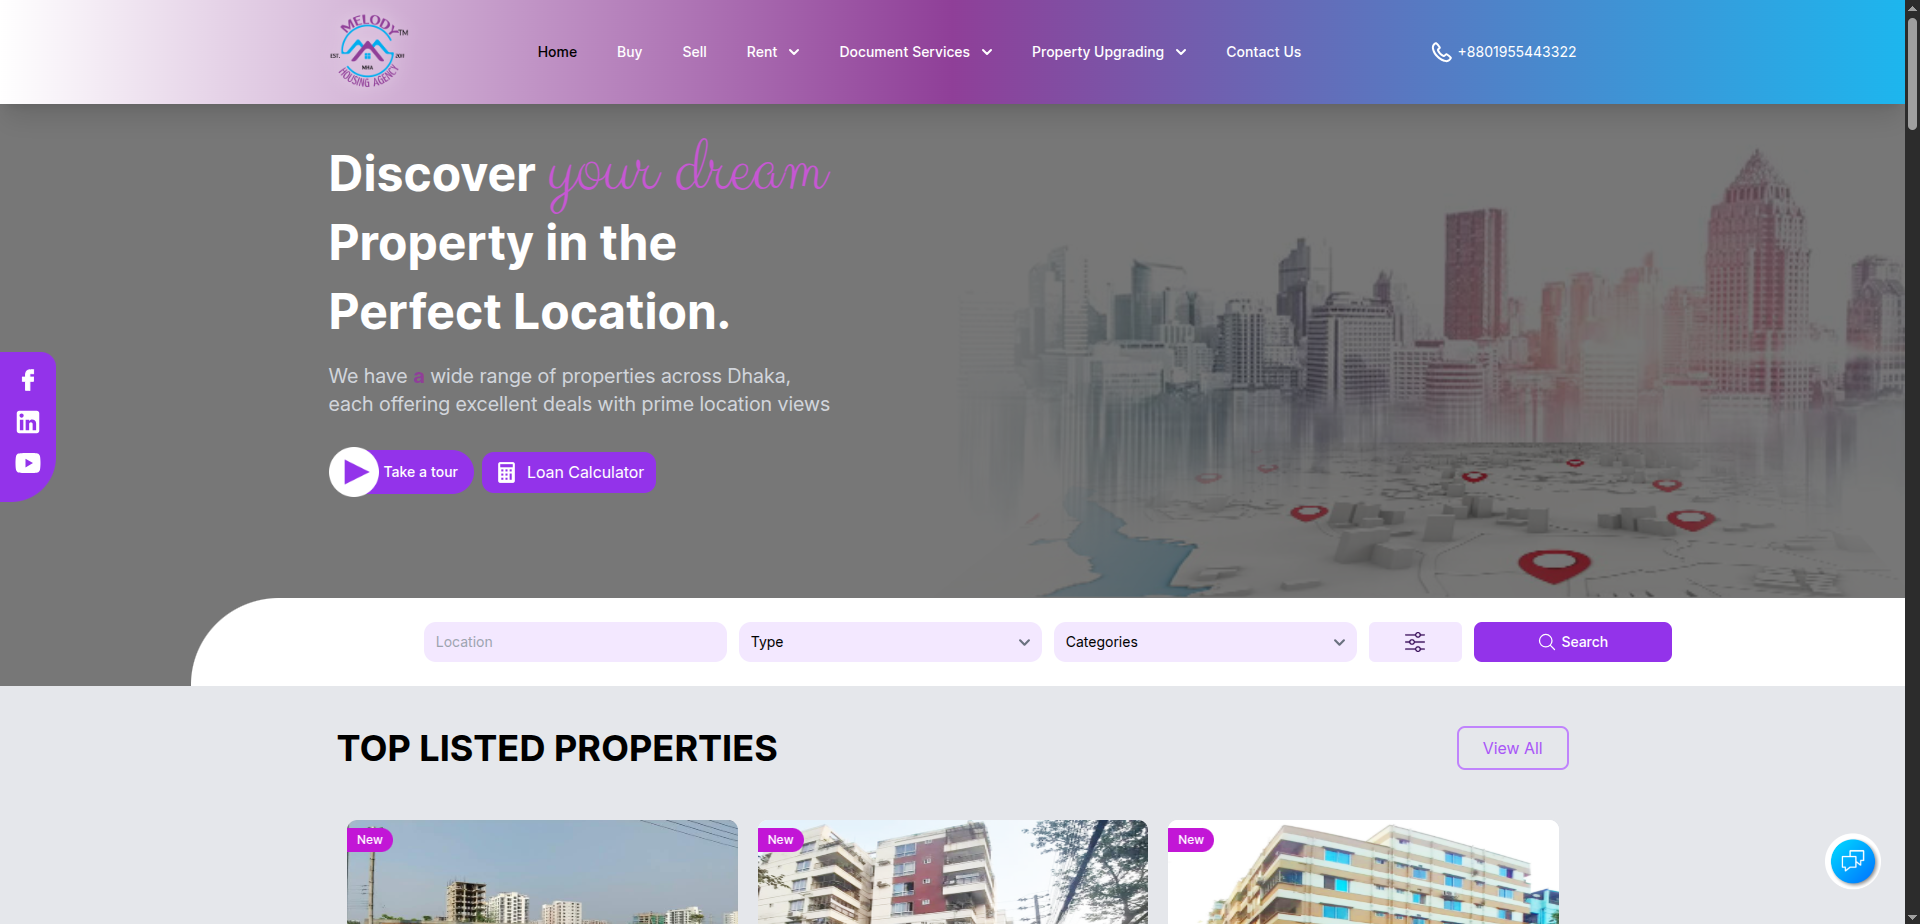 MELODY™
EST. 2011
MHA
HOUSING AGENCY
Home
Buy
Sell
Rent
Document Services
Property Upgrading
Contact Us
+8801955443322
Discover your dream
Property in the
Perfect Location.
We have a wide range of properties across Dhaka,
each offering excellent deals with prime location views
Take a tour
Loan Calculator
Location
Type
Categories
Search
TOP LISTED PROPERTIES
View All
New
New
New